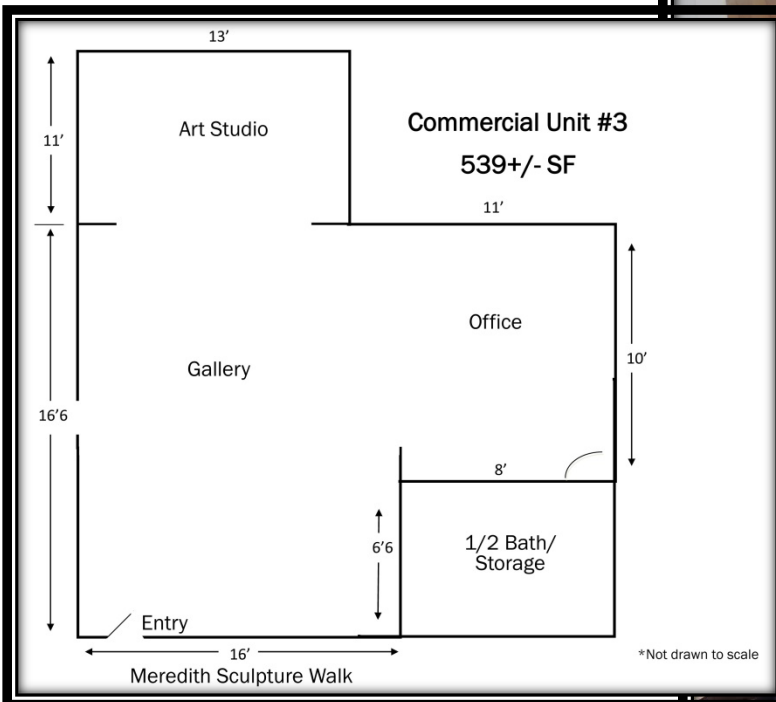 13'
Art Studio
11'
Commercial Unit #3
539+/- SF
11'
Office
Gallery
10'
16'6
8'
6'6
1/2 Bath/
Storage
Entry
16'
Meredith Sculpture Walk
*Not drawn to scale